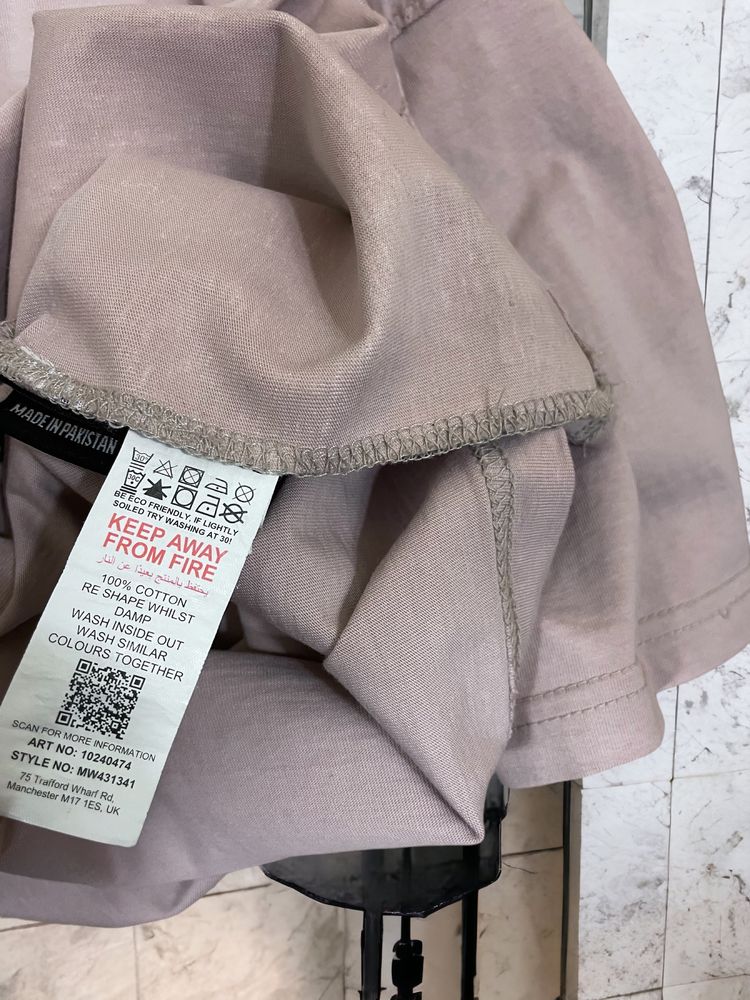 MADE IN PAKISTAN
30°
BE ECO FRIENDLY, IF LIGHTLY
SOILED TRY WASHING AT 30!
KEEP AWAY
FROM FIRE
يحتفظ بالمنتج بعيدًا عن النار
100% COTTON
RE SHAPE WHILST
DAMP
WASH INSIDE OUT
WASH SIMILAR
COLOURS TOGETHER
SCAN FOR MORE INFORMATION
ART NO: 10240474
STYLE NO: MW431341
75 Trafford Wharf Rd,
Manchester M17 1ES, UK